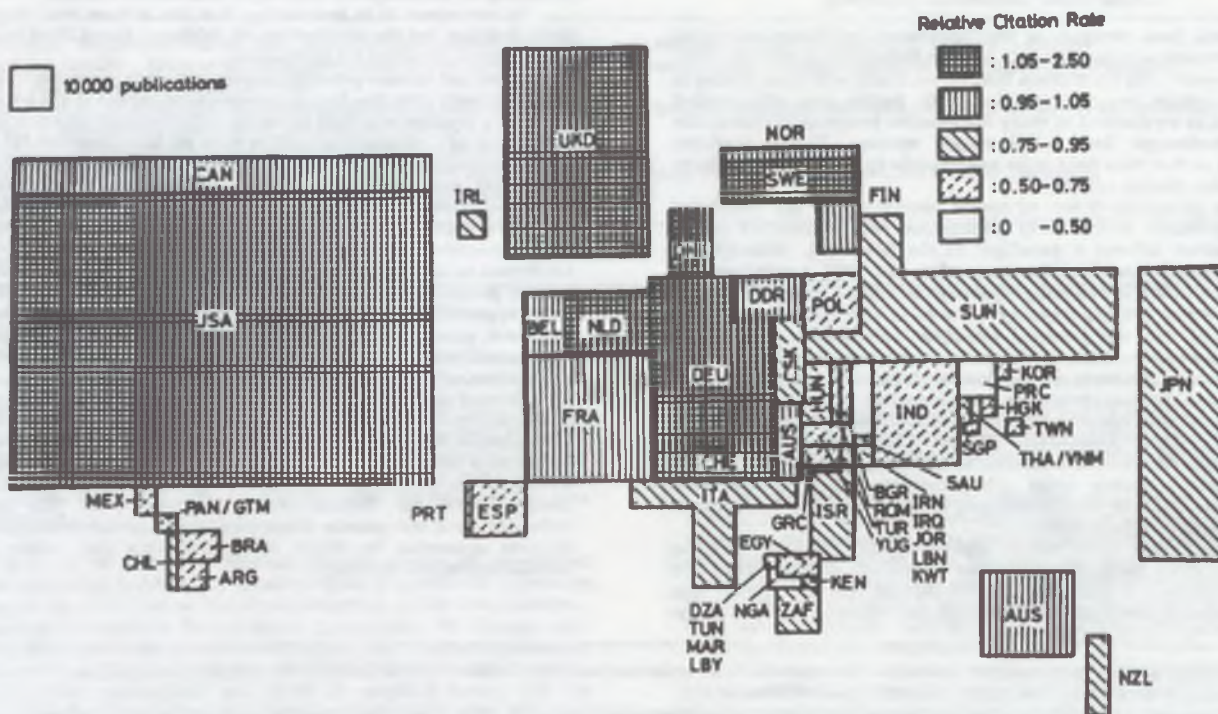 Relative Citation Rate
: 1.05-2.50
: 0.95-1.05
: 0.75-0.95
: 0.50-0.75
: 0 -0.50
10000 publications
CAN
USA
MEX
PAN/GTM
CHL
BRA
ARG
IRL
UKD
NOR
SWE
FIN
DDR
POL
SUN
BEL
NLD
DEU
CSK
FRA
HUN
IND
AUS
CHE
KOR
PRC
HGK
TWN
SGP
THA/VNM
SAU
JPN
PRT
ESP
ITA
GRC
ISR
BGR
ROM
TUR
YUG
IRN
IRQ
JOR
LBN
KWT
EGY
KEN
DZA
TUN
MAR
LBY
NGA
ZAF
AUS
NZL